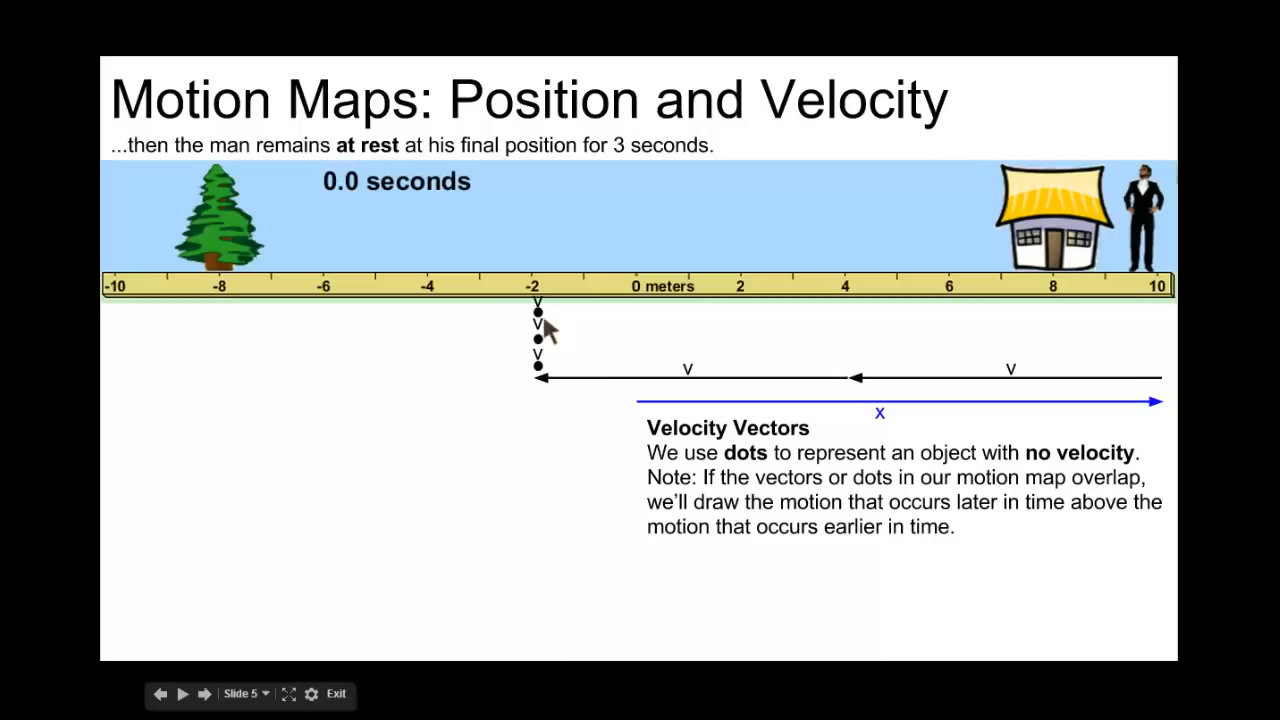 Motion Maps: Position and Velocity
...then the man remains at rest at his final position for 3 seconds.
0.0 seconds
-10 -8 -6 -4 -2 0 meters 2 4 6 8 10
v
v
v
v v
x
Velocity Vectors
We use dots to represent an object with no velocity.
Note: If the vectors or dots in our motion map overlap,
we'll draw the motion that occurs later in time above the
motion that occurs earlier in time.
Slide 5 Exit